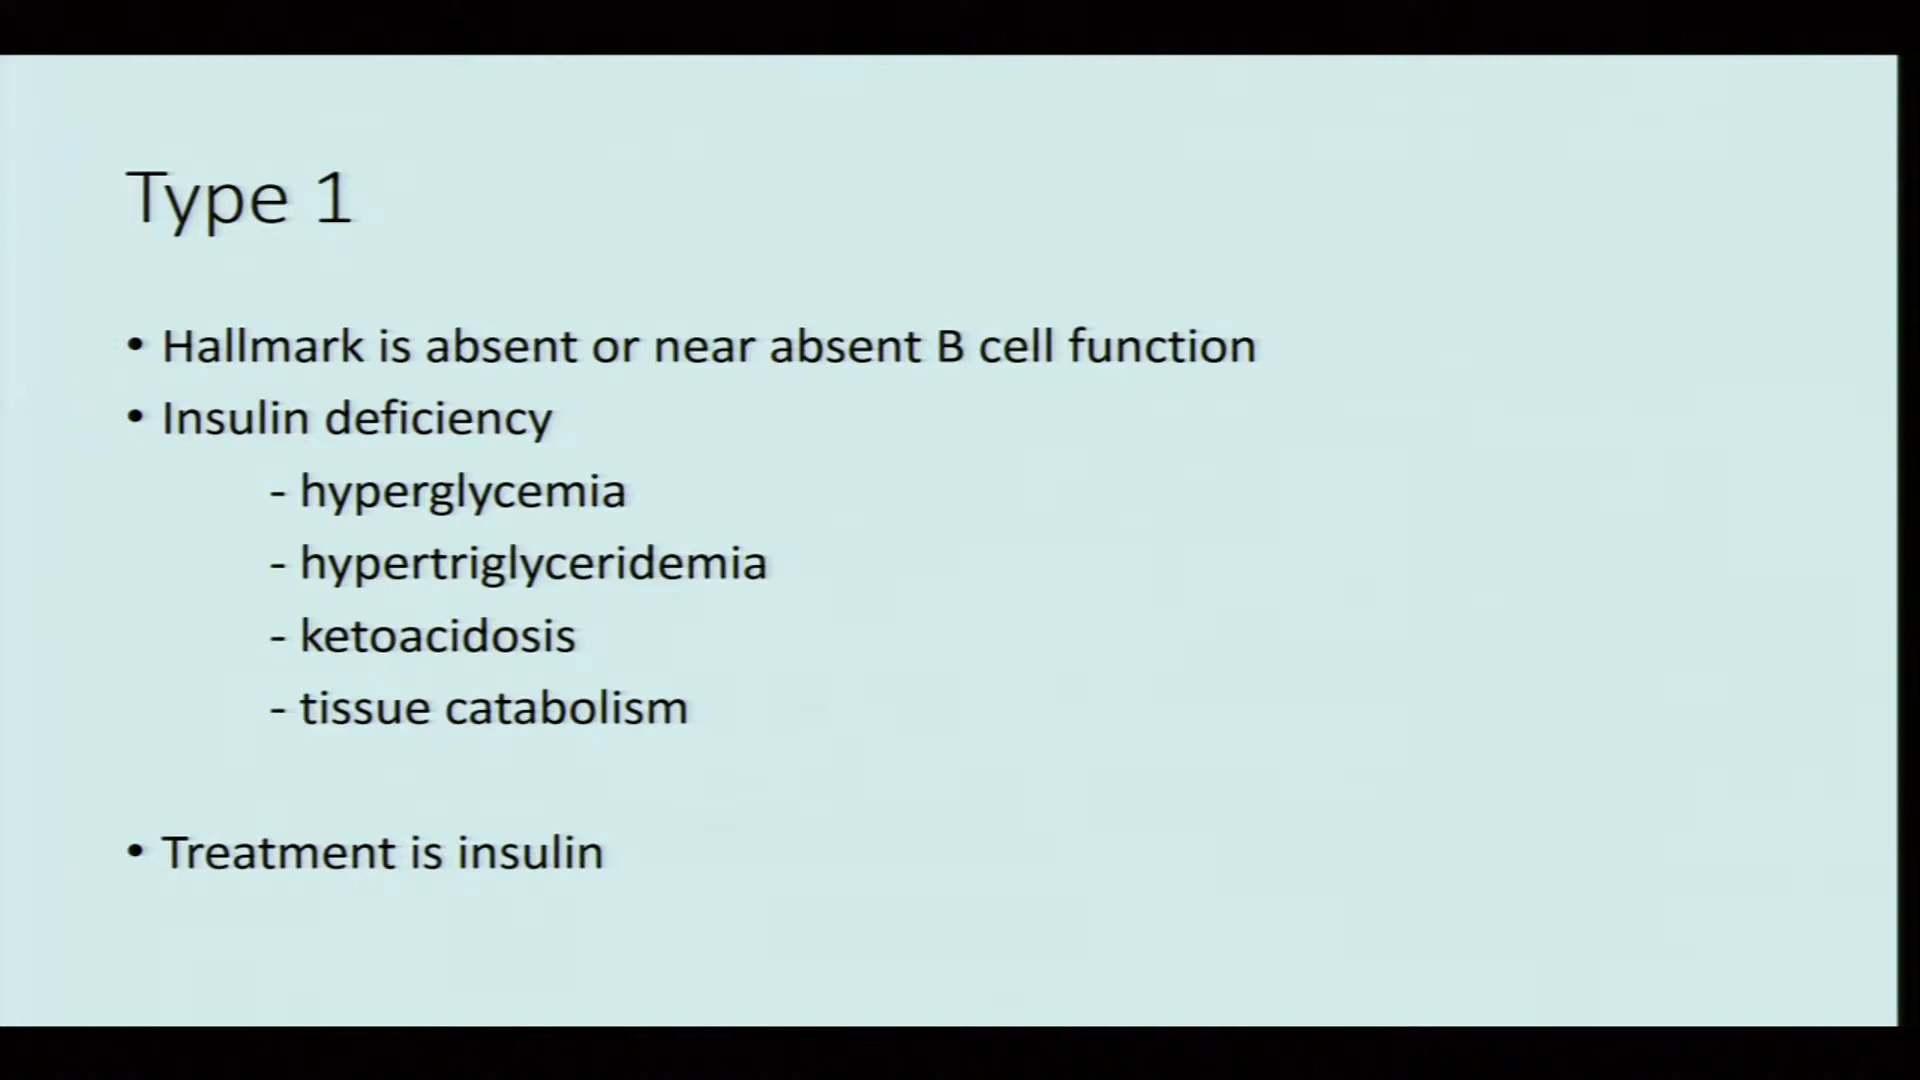 Type 1
• Hallmark is absent or near absent B cell function
• Insulin deficiency
- hyperglycemia
- hypertriglyceridemia
- ketoacidosis
- tissue catabolism
• Treatment is insulin